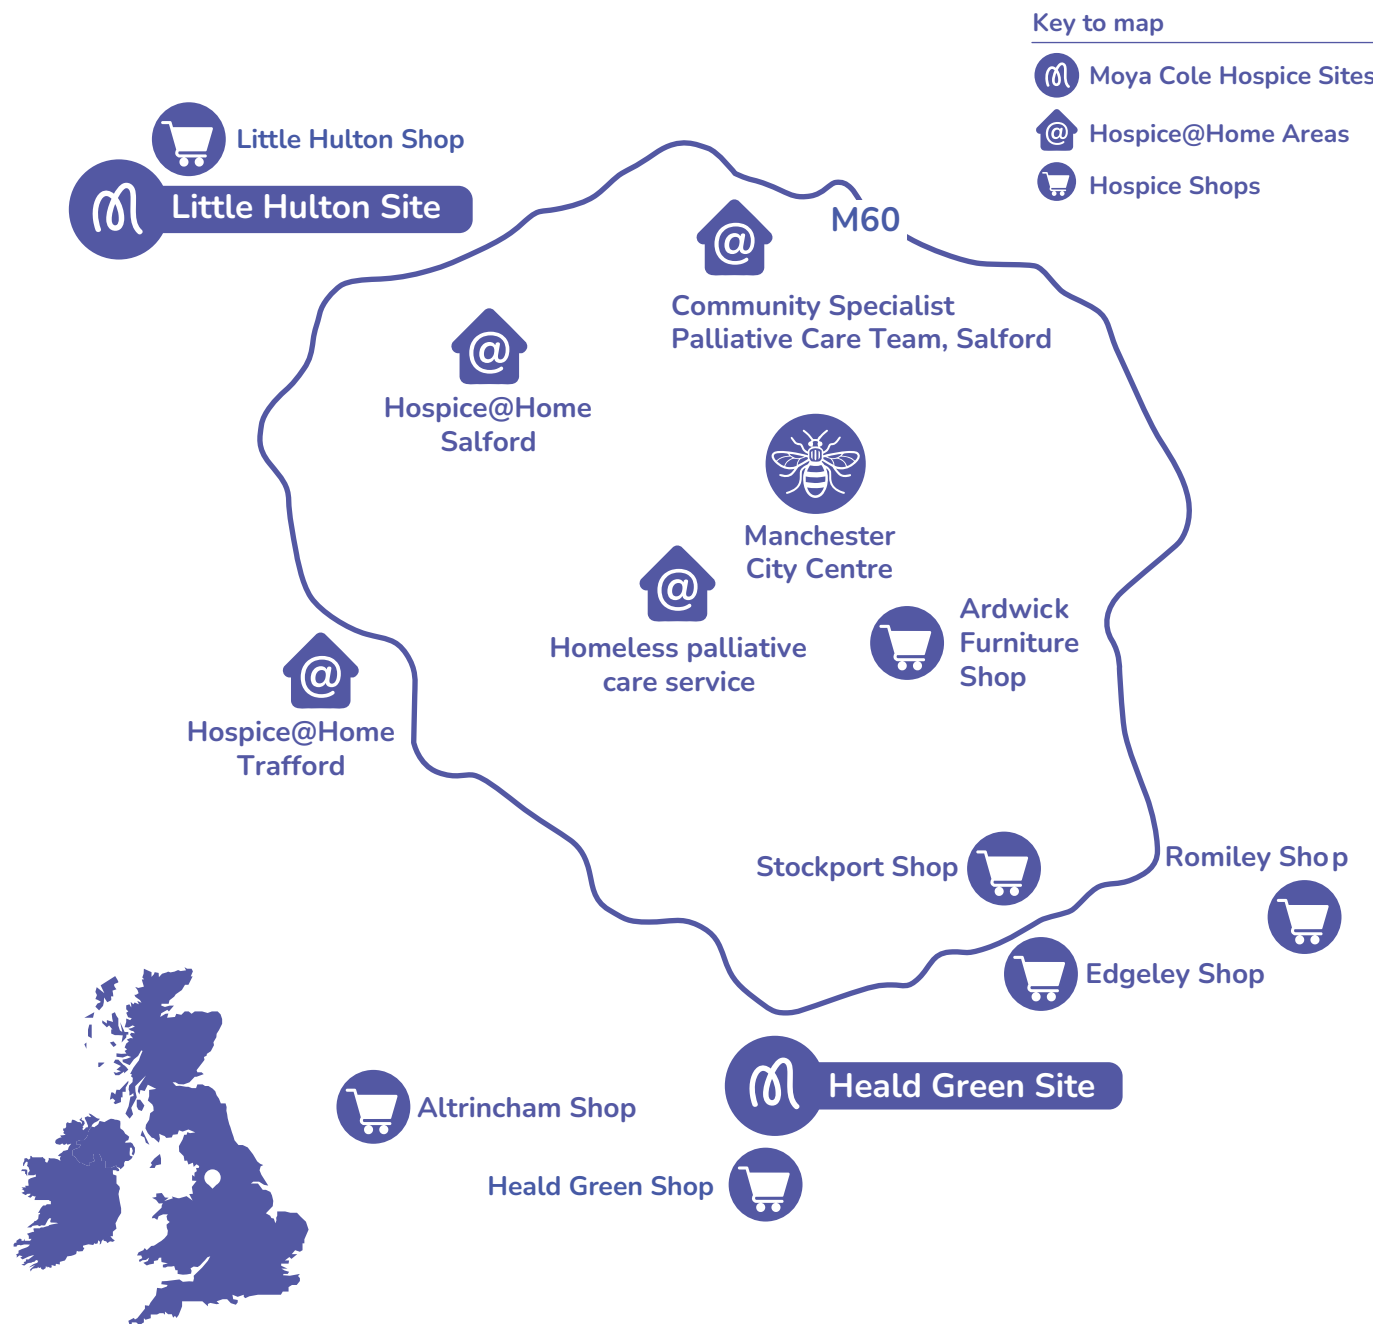 Key to map
Moya Cole Hospice Sites
Hospice@Home Areas
Hospice Shops
Little Hulton Shop
Little Hulton Site
M60
Community Specialist
Palliative Care Team, Salford
Hospice@Home
Salford
Manchester
City Centre
Homeless palliative
care service
Ardwick
Furniture
Shop
Hospice@Home
Trafford
Stockport Shop
Romiley Shop
Edgeley Shop
Heald Green Site
Altrincham Shop
Heald Green Shop